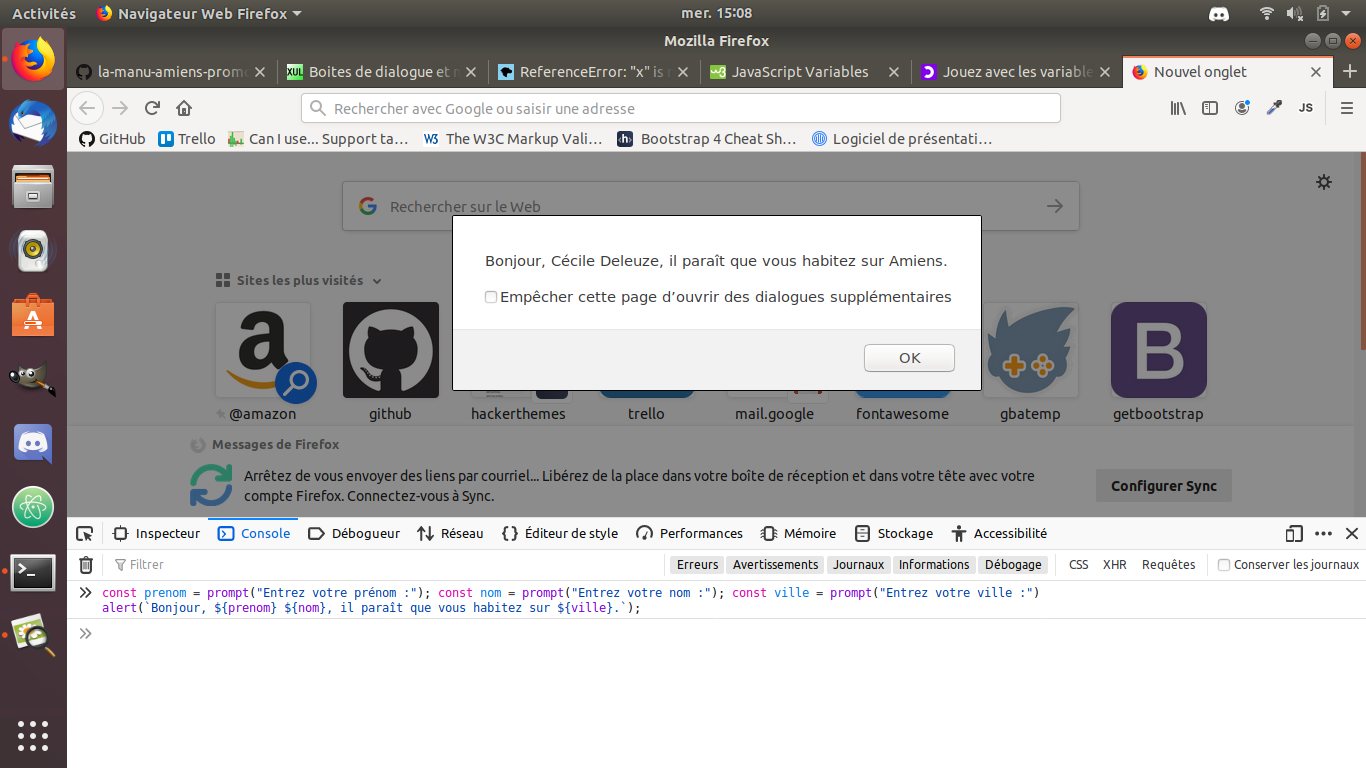 Activités
Navigateur Web Firefox
mer. 15:08
Mozilla Firefox
la-manu-amiens-prom
Boites de dialogue et
ReferenceError: "x" is
JavaScript Variables
Jouez avec les variable
Nouvel onglet
Rechercher avec Google ou saisir une adresse
JS
GitHub
Trello
Can I use... Support ta…
W3 The W3C Markup Vali…
h Bootstrap 4 Cheat Sh…
Logiciel de présentati…
Rechercher sur le Web
Bonjour, Cécile Deleuze, il paraît que vous habitez sur Amiens.
Empêcher cette page d’ouvrir des dialogues supplémentaires
OK
Sites les plus visités
@amazon
github
hackerthemes
trello
mail.google
fontawesome
gbatemp
getbootstrap
Messages de Firefox
Arrêtez de vous envoyer des liens par courriel... Libérez de la place dans votre boîte de réception et dans votre tête avec votre
compte Firefox. Connectez-vous à Sync.
Configurer Sync
Inspecteur
Console
Débogueur
Réseau
Éditeur de style
Performances
Mémoire
Stockage
Accessibilité
Filtrer
Erreurs
Avertissements
Journaux
Informations
Débogage
CSS
XHR
Requêtes
Conserver les journaux
const prenom = prompt("Entrez votre prénom :"); const nom = prompt("Entrez votre nom :"); const ville = prompt("Entrez votre ville :")
alert(`Bonjour, ${prenom} ${nom}, il paraît que vous habitez sur ${ville}.`);